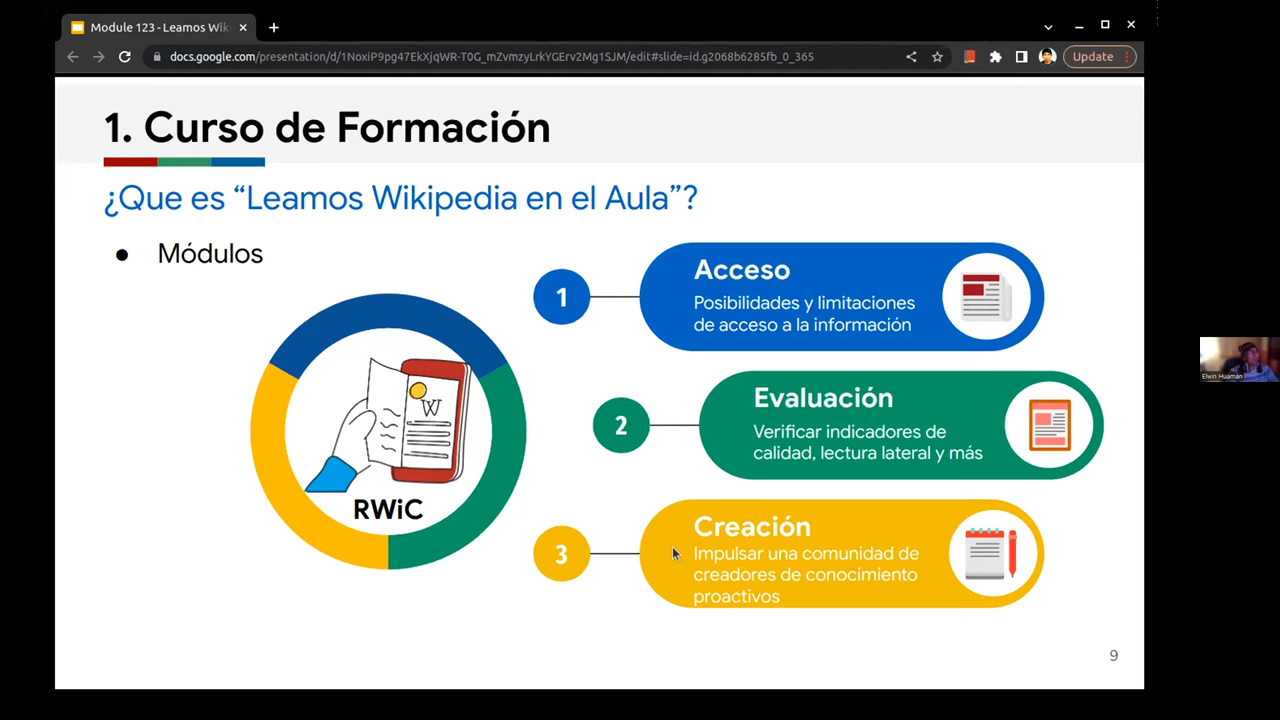 Module 123 - Leamos Wiki
docs.google.com/presentation/d/1NoxiP9pg47EkXjqWR-T0G_mZvmzyLrkYGErv2Mg1SJM/edit#slide=id.g2068b6285fb_0_365
Update
1. Curso de Formación
¿Que es “Leamos Wikipedia en el Aula”?
● Módulos
W
RWiC
1
Acceso
Posibilidades y limitaciones
de acceso a la información
2
Evaluación
Verificar indicadores de
calidad, lectura lateral y más
3
Creación
Impulsar una comunidad de
creadores de conocimiento
proactivos
9
Elwin Huaman